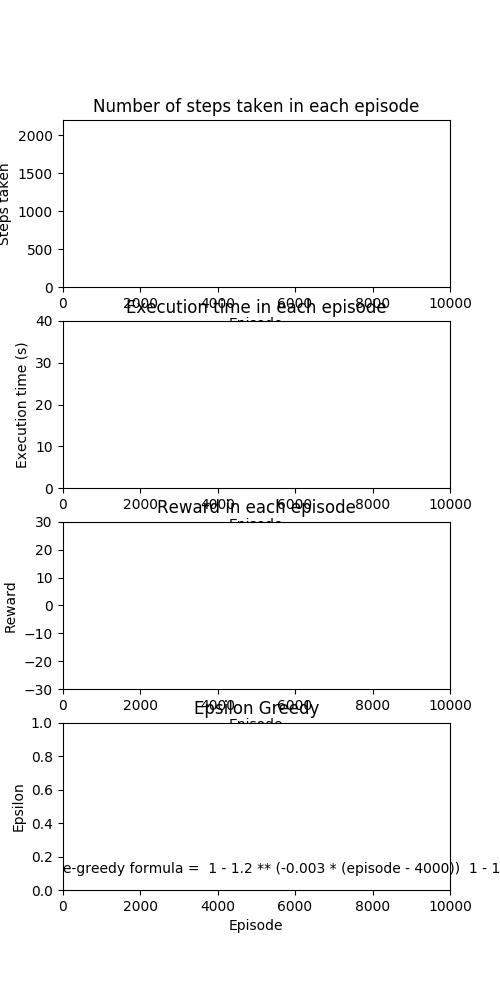 Number of steps taken in each episode
2000
1500
1000
500
0
Steps taken
0 2000 4000 6000 8000 10000
Episode
Execution time in each episode
40
30
20
10
0
Execution time (s)
0 2000 4000 6000 8000 10000
Episode
Reward in each episode
30
20
10
0
−10
−20
−30
Reward
0 2000 4000 6000 8000 10000
Episode
Epsilon Greedy
1.0
0.8
0.6
0.4
0.2
0.0
Epsilon
e-greedy formula =  1 - 1.2 ** (-0.003 * (episode - 4000))  1 - 1
0 2000 4000 6000 8000 10000
Episode